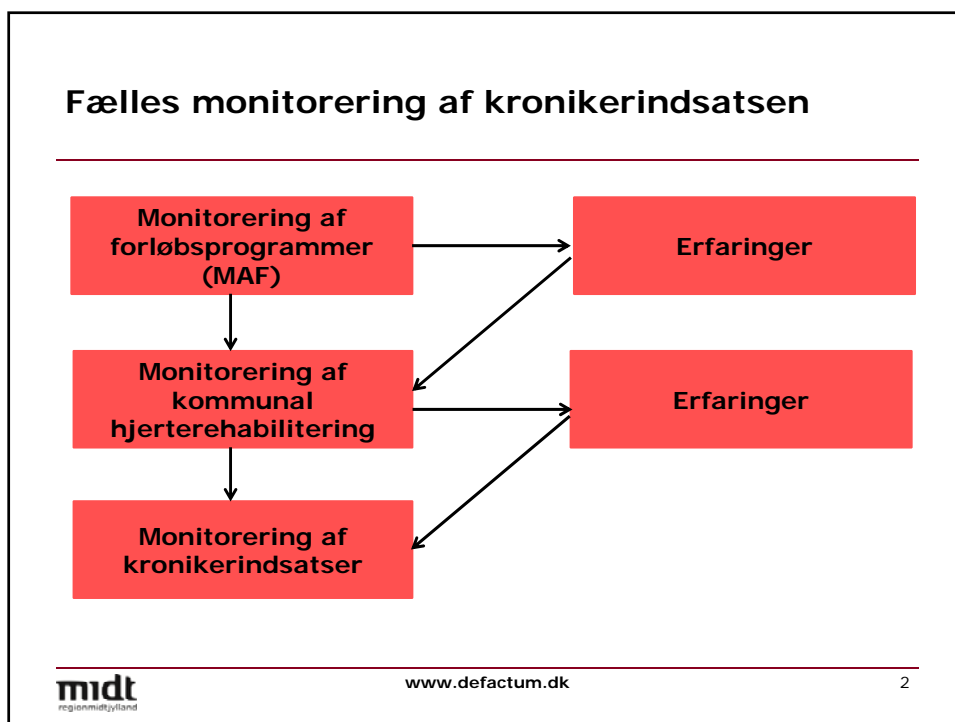 Fælles monitorering af kronikerindsatsen
Monitorering af
forløbsprogrammer
(MAF)
Erfaringer
Monitorering af
kommunal
hjerterehabilitering
Erfaringer
Monitorering af
kronikerindsatser
midt
regionmidtjylland
www.defactum.dk
2